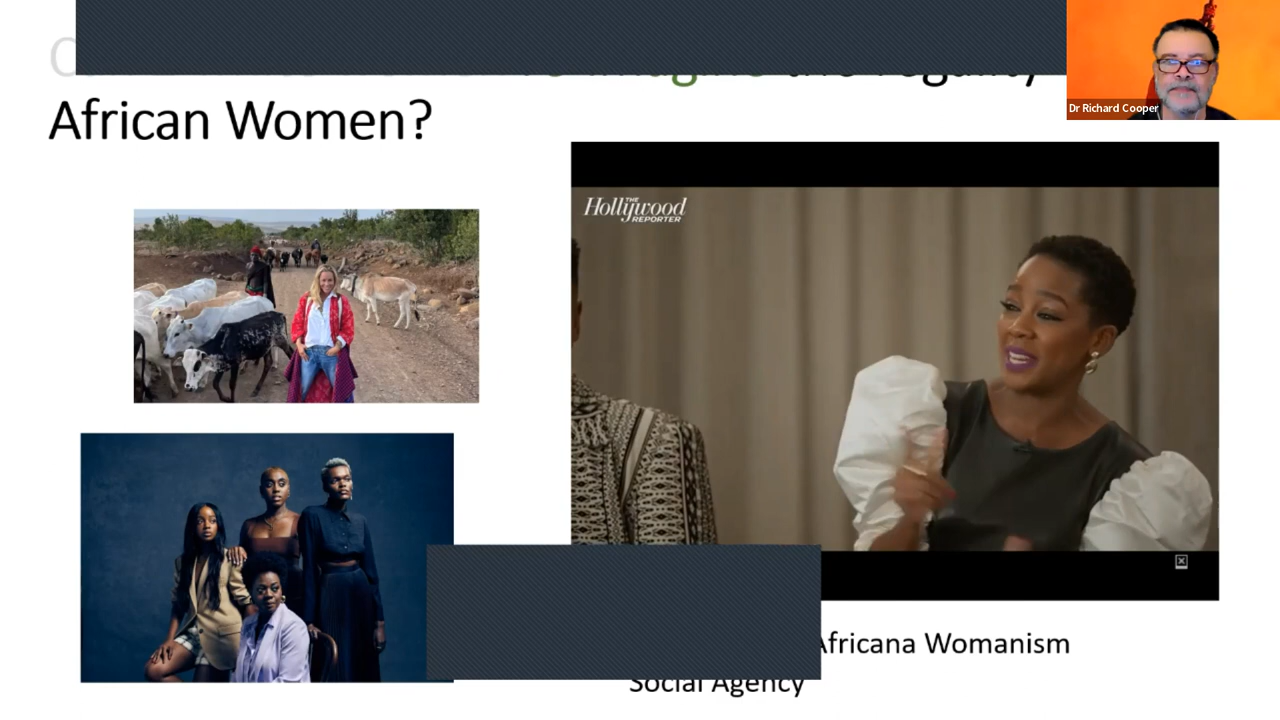 African Women?
Dr Richard Cooper
THE
Hollywood
REPORTER
Africana Womanism
Social Agency